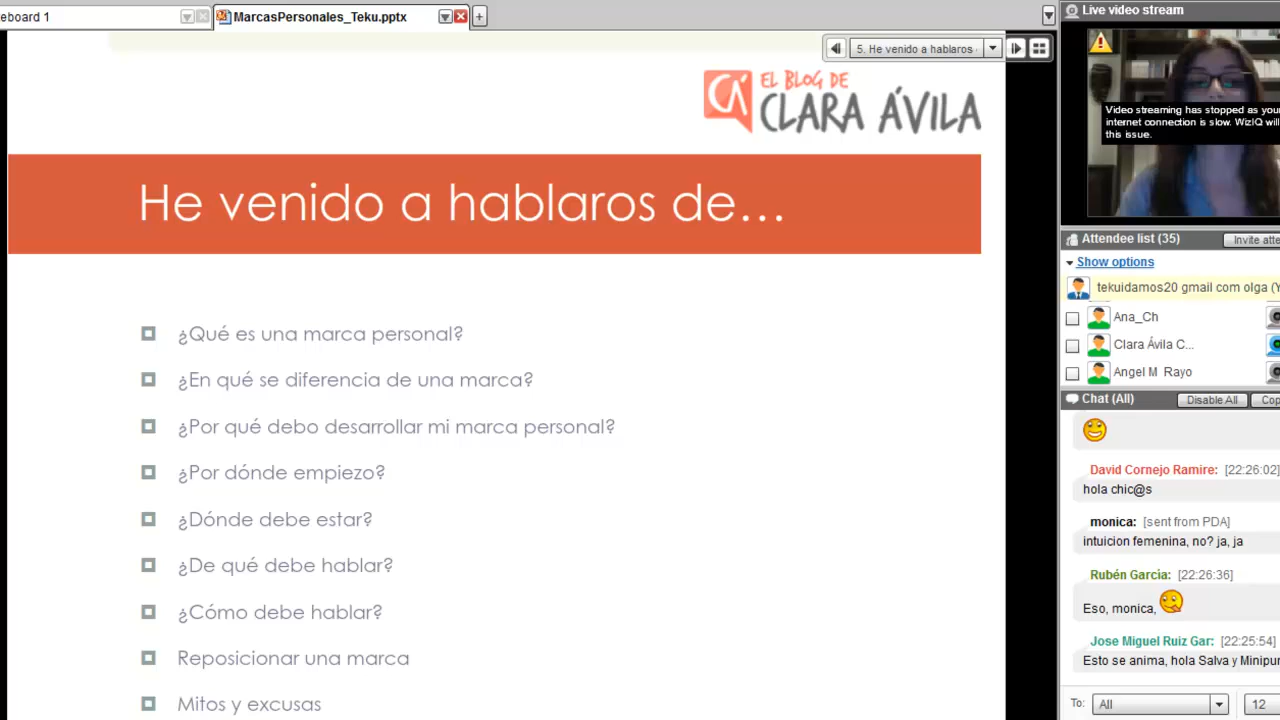 eboard 1
MarcasPersonales_Teku.pptx
5. He venido a hablaros
EL BLOG DE
CLARA ÁVILA
CÁ
He venido a hablaros de...
¿Qué es una marca personal?
¿En qué se diferencia de una marca?
¿Por qué debo desarrollar mi marca personal?
¿Por dónde empiezo?
¿Dónde debe estar?
¿De qué debe hablar?
¿Cómo debe hablar?
Reposicionar una marca
Mitos y excusas
Live video stream
Video streaming has stopped as your
internet connection is slow. WizIQ will
this issue.
Attendee list (35)
Invite atte
Show options
tekuidamos20 gmail com olga (Y
Ana_Ch
Clara Ávila C...
Angel M Rayo
Chat (All)
Disable All
Cop
David Cornejo Ramire: [22:26:02]
hola chic@s
monica: [sent from PDA]
intuicion femenina, no? ja, ja
Rubén García: [22:26:36]
Eso, monica,
Jose Miguel Ruiz Gar: [22:25:54]
Esto se anima, hola Salva y Minipur
To:
All
12